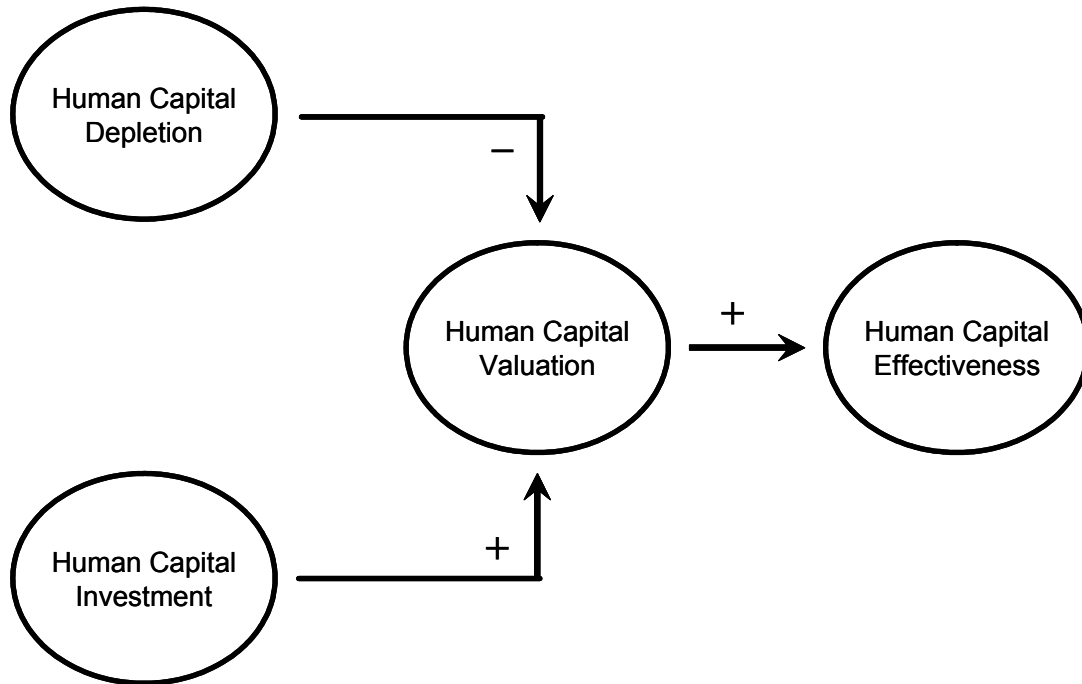 Human Capital
Depletion
−
Human Capital
Valuation
+
Human Capital
Effectiveness
Human Capital
Investment
+